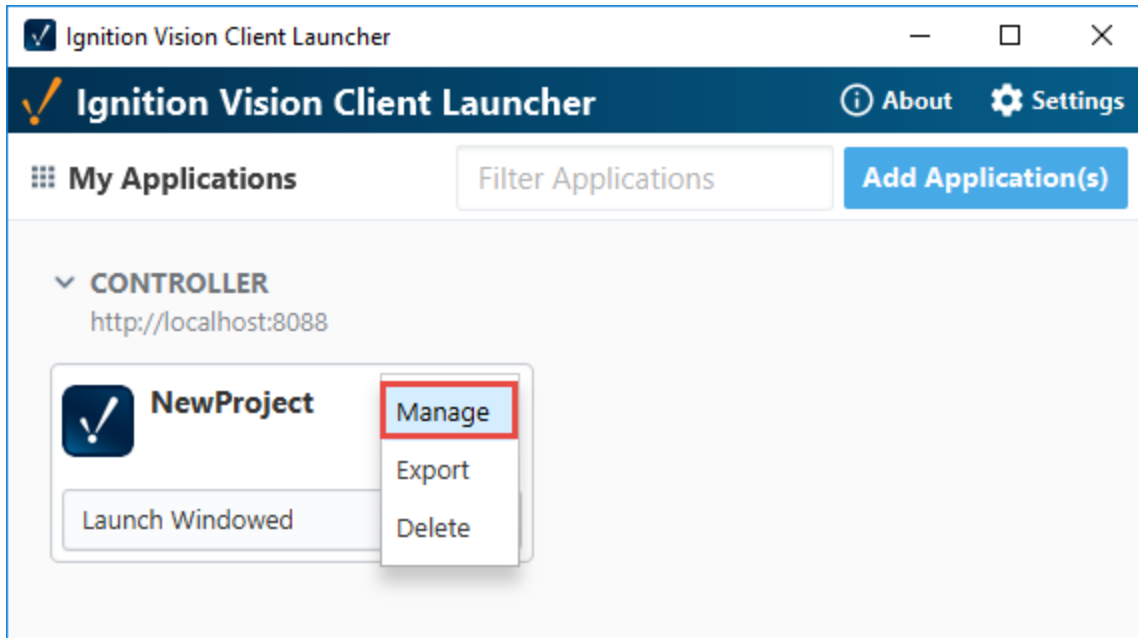 Ignition Vision Client Launcher
Ignition Vision Client Launcher
About
Settings
My Applications
Filter Applications
Add Application(s)
CONTROLLER
http://localhost:8088
NewProject
Manage
Export
Launch Windowed
Delete